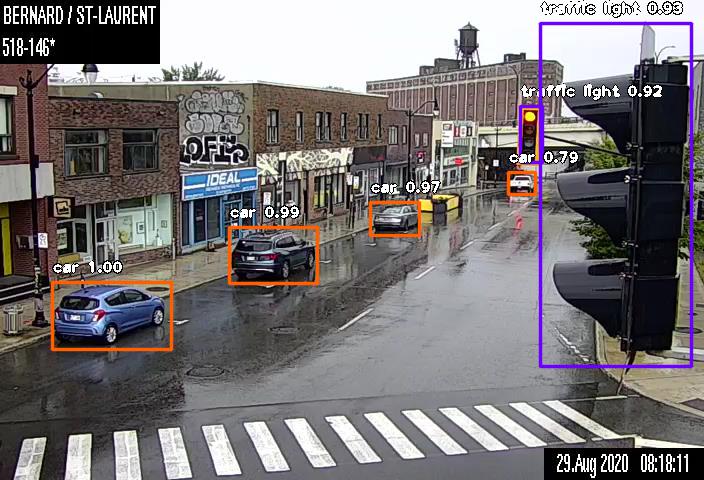 BERNARD / ST-LAURENT
518-146*
traffic light 0.93
traffic light 0.92
car 0.79
car 0.97
car 0.99
car 1.00
IDEAL
29.Aug 2020 08:18:11